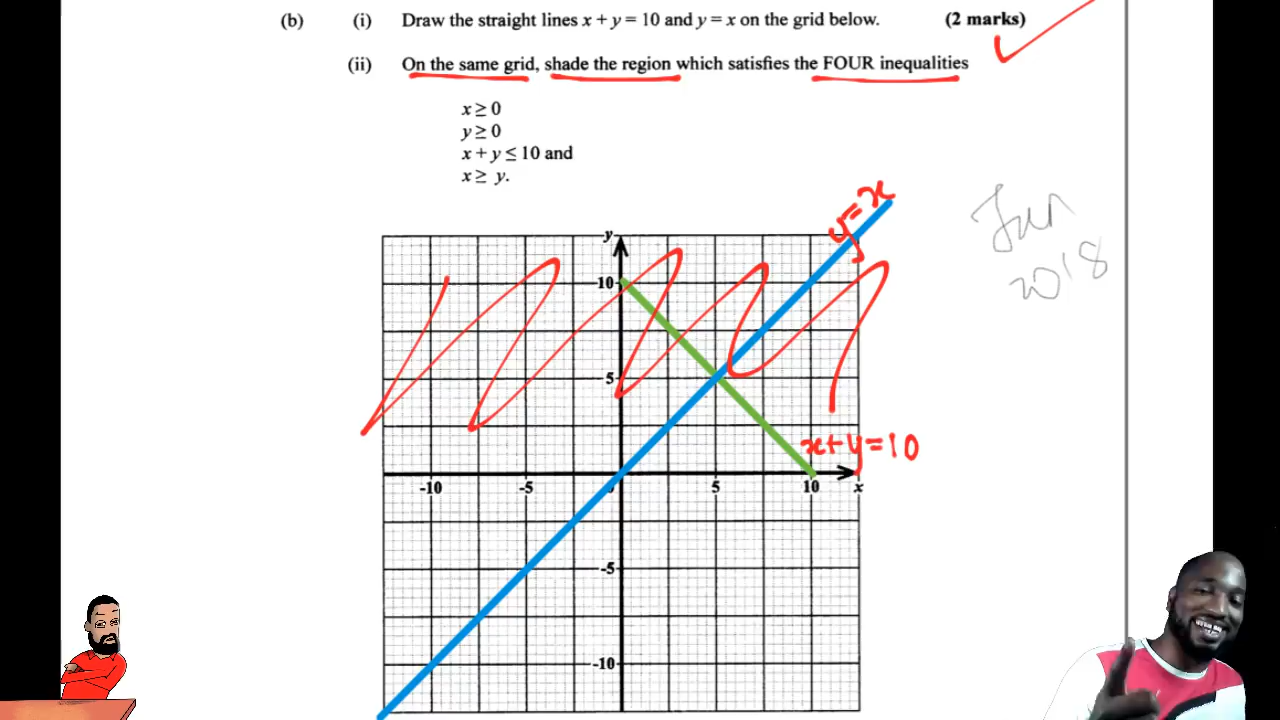 (b) (i) Draw the straight lines x + y = 10 and y = x on the grid below. (2 marks)
(ii) On the same grid, shade the region which satisfies the FOUR inequalities
x ≥ 0
y ≥ 0
x + y ≤ 10 and
x ≥ y.
Jun
2018
y=x
y
10
5
x+y=10
-10 -5 0 5 10 x
-5
-10